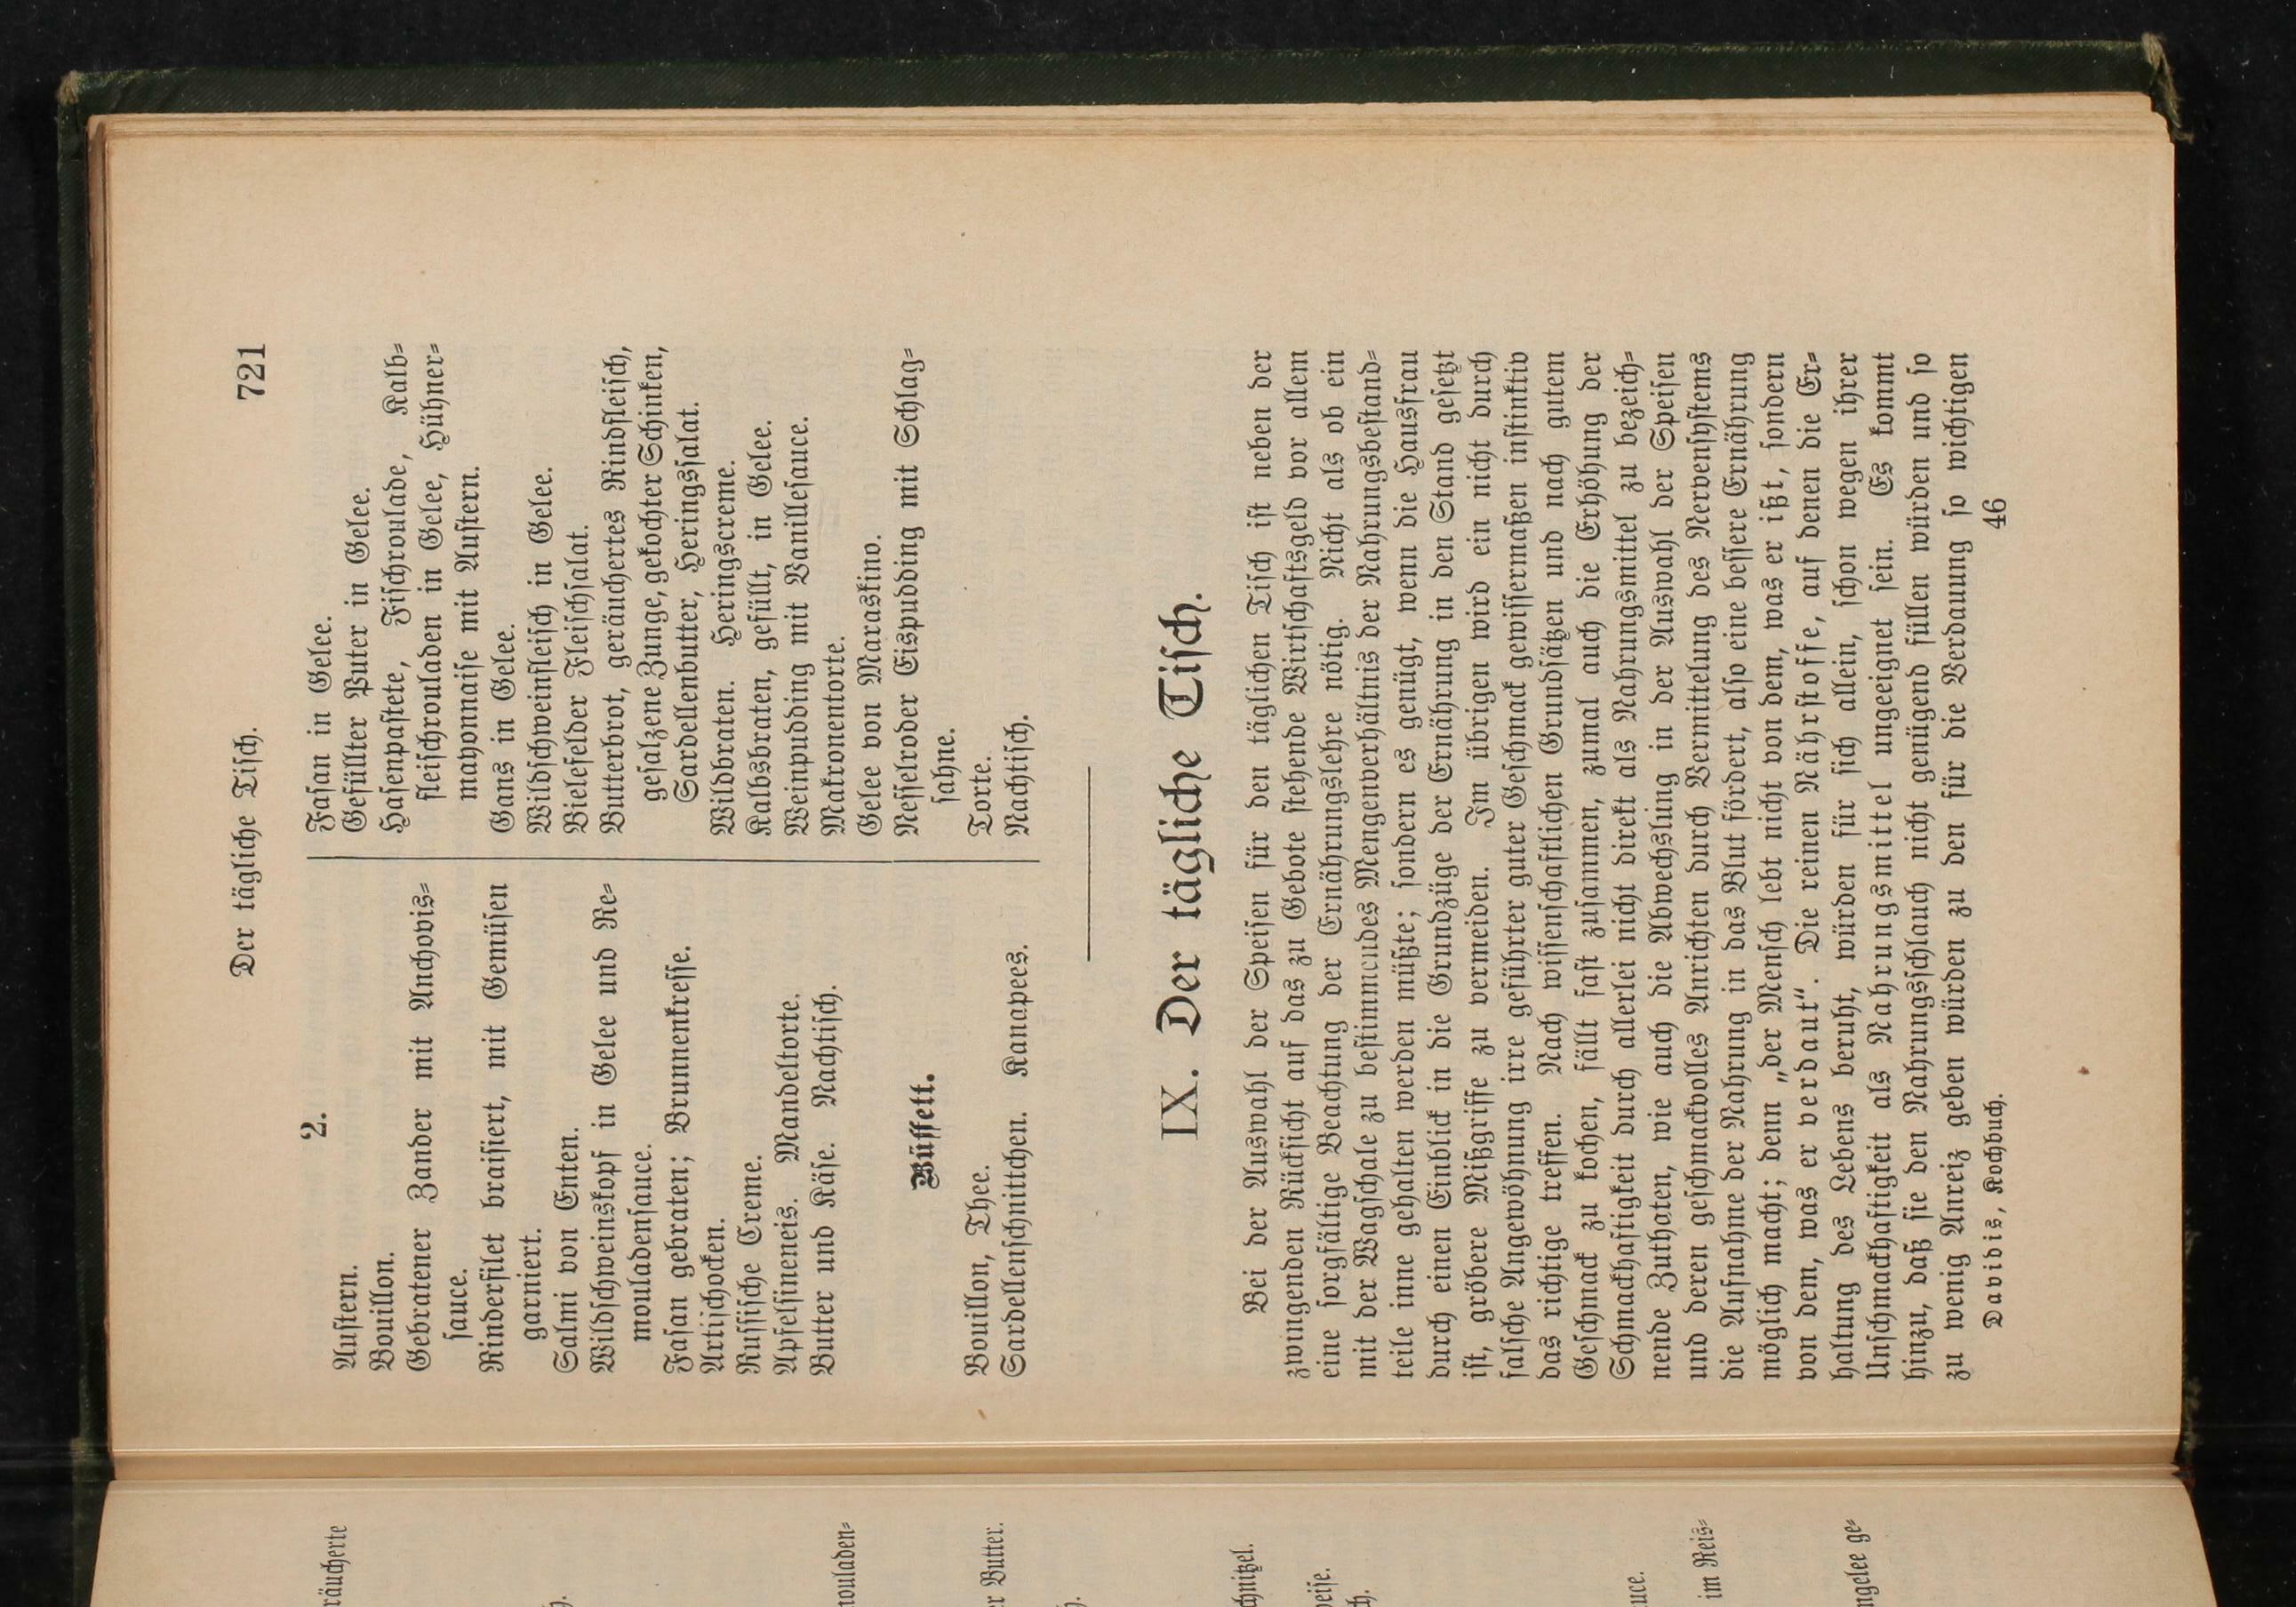 Der tägliche Tisch. 721
2.
Austern.
Bouillon.
Gebratener Zander mit Anchovis-
sauce.
Rinderfilet braisiert, mit Gemüsen
garniert.
Salmi von Enten.
Wildschweinskopf in Gelee und Re-
mouladensauce.
Fasan gebraten; Brunnenkresse.
Artischocken.
Russische Creme.
Apfelsineneis. Mandeltorte.
Butter und Käse. Nachtisch.
Büffett.
Bouillon, Thee.
Sardellenschnittchen. Kanapees.
Fasan in Gelee.
Gefüllter Puter in Gelee.
Hasenpastete, Fischroulade, Kalb-
fleischrouladen in Gelee, Hühner-
mayonnaise mit Austern.
Gans in Gelee.
Wildschweinfleisch in Gelee.
Bielefelder Fleischsalat.
Butterbrot, geräuchertes Rindfleisch,
gesalzene Zunge, gekochter Schinken,
Sardellenbutter, Heringssalat.
Wildbraten. Heringscreme.
Kalbsbraten, gefüllt, in Gelee.
Weinpudding mit Vanillesauce.
Makronentorte.
Gelee von Maraskino.
Nesselroder Eispudding mit Schlag-
sahne.
Torte.
Nachtisch.
IX. Der tägliche Tisch.
Bei der Auswahl der Speisen für den täglichen Tisch ist neben der
zwingenden Rücksicht auf das zu Gebote stehende Wirtschaftsgeld vor allem
eine sorgfältige Beachtung der Ernährungslehre nötig. Nicht als ob ein
mit der Wagschale zu bestimmendes Mengenverhältnis der Nahrungsbestand-
teile inne gehalten werden müßte; sondern es genügt, wenn die Hausfrau
durch einen Einblick in die Grundzüge der Ernährung in den Stand gesetzt
ist, gröbere Mißgriffe zu vermeiden. Im übrigen wird ein nicht durch
falsche Angewöhnung irre geführter guter Geschmack gewissermaßen instinktiv
das richtige treffen. Nach wissenschaftlichen Grundsätzen und nach gutem
Geschmack zu kochen, fällt fast zusammen, zumal auch die Erhöhung der
Schmackhaftigkeit durch allerlei nicht direkt als Nahrungsmittel zu bezeich-
nende Zuthaten, wie auch die Abwechslung in der Auswahl der Speisen
und deren geschmackvolles Anrichten durch Vermittelung des Nervensystems
die Aufnahme der Nahrung in das Blut fördert, also eine bessere Ernährung
möglich macht; denn „der Mensch lebt nicht von dem, was er ißt, sondern
von dem, was er verdaut“. Die reinen Nährstoffe, auf denen die Er-
haltung des Lebens beruht, würden für sich allein, schon wegen ihrer
Unschmackhaftigkeit als Nahrungsmittel ungeeignet sein. Es kommt
hinzu, daß sie den Nahrungsschlauch nicht genügend füllen würden und so
zu wenig Anreiz geben würden zu den für die Verdauung so wichtigen
Davidis, Kochbuch. 46
räucherte
mouladen-
er Butter.
chnitzel.
peise.
ch.
uce.
im Reis-
ngelee ge-